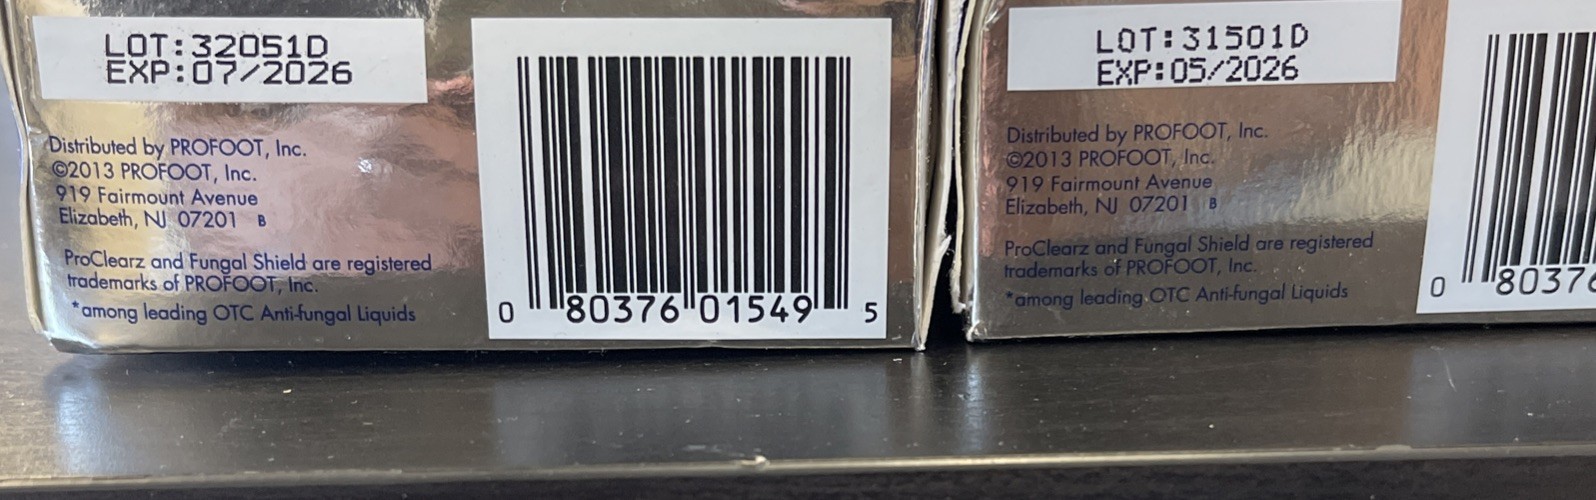 LOT:32051D
EXP:07/2026
Distributed by PROFOOT, Inc.
©2013 PROFOOT, Inc.
919 Fairmount Avenue
Elizabeth, NJ 07201 B
ProClearz and Fungal Shield are registered
trademarks of PROFOOT, Inc.
*among leading OTC Anti-fungal Liquids
0 80376 01549 5
LOT:31501D
EXP:05/2026
Distributed by PROFOOT, Inc.
©2013 PROFOOT, Inc.
919 Fairmount Avenue
Elizabeth, NJ 07201 B
ProClearz and Fungal Shield are registered
trademarks of PROFOOT, Inc.
*among leading OTC Anti-fungal Liquids
0 80376